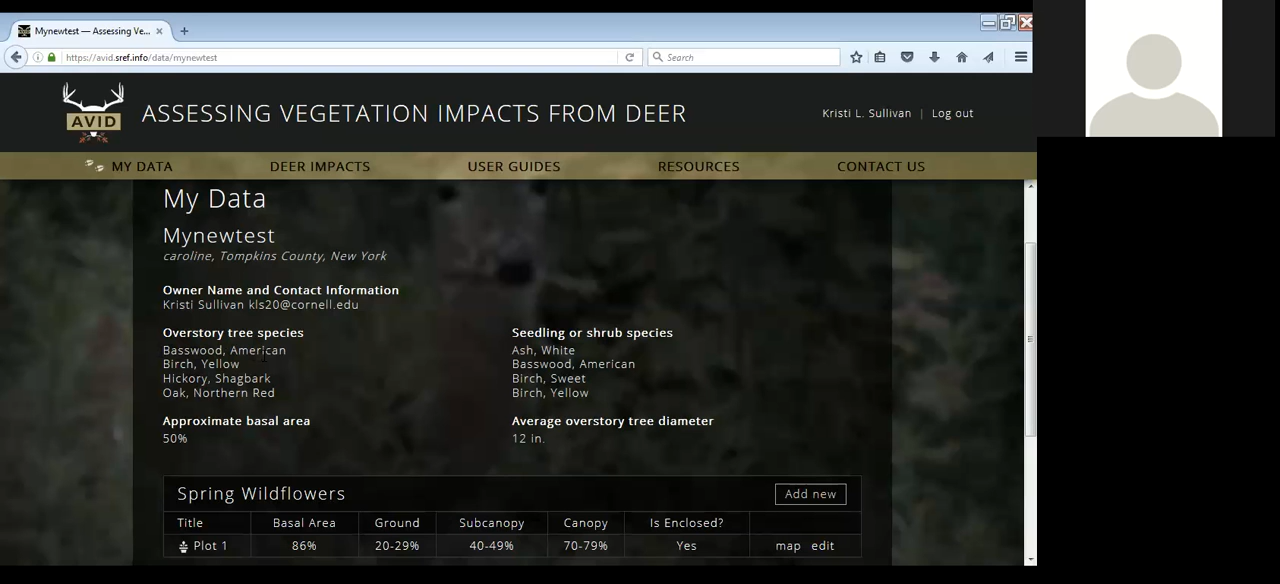 Mynewtest — Assessing Ve...
https://avid.sref.info/data/mynewtest
Search
AVID
ASSESSING VEGETATION IMPACTS FROM DEER
Kristi L. Sullivan | Log out
MY DATA DEER IMPACTS USER GUIDES RESOURCES CONTACT US
My Data
Mynewtest
caroline, Tompkins County, New York
Owner Name and Contact Information
Kristi Sullivan kls20@cornell.edu
Overstory tree species
Basswood, American
Birch, Yellow
Hickory, Shagbark
Oak, Northern Red
Seedling or shrub species
Ash, White
Basswood, American
Birch, Sweet
Birch, Yellow
Approximate basal area
50%
Average overstory tree diameter
12 in.
Spring Wildflowers Add new
Title Basal Area Ground Subcanopy Canopy Is Enclosed?
Plot 1 86% 20-29% 40-49% 70-79% Yes map edit